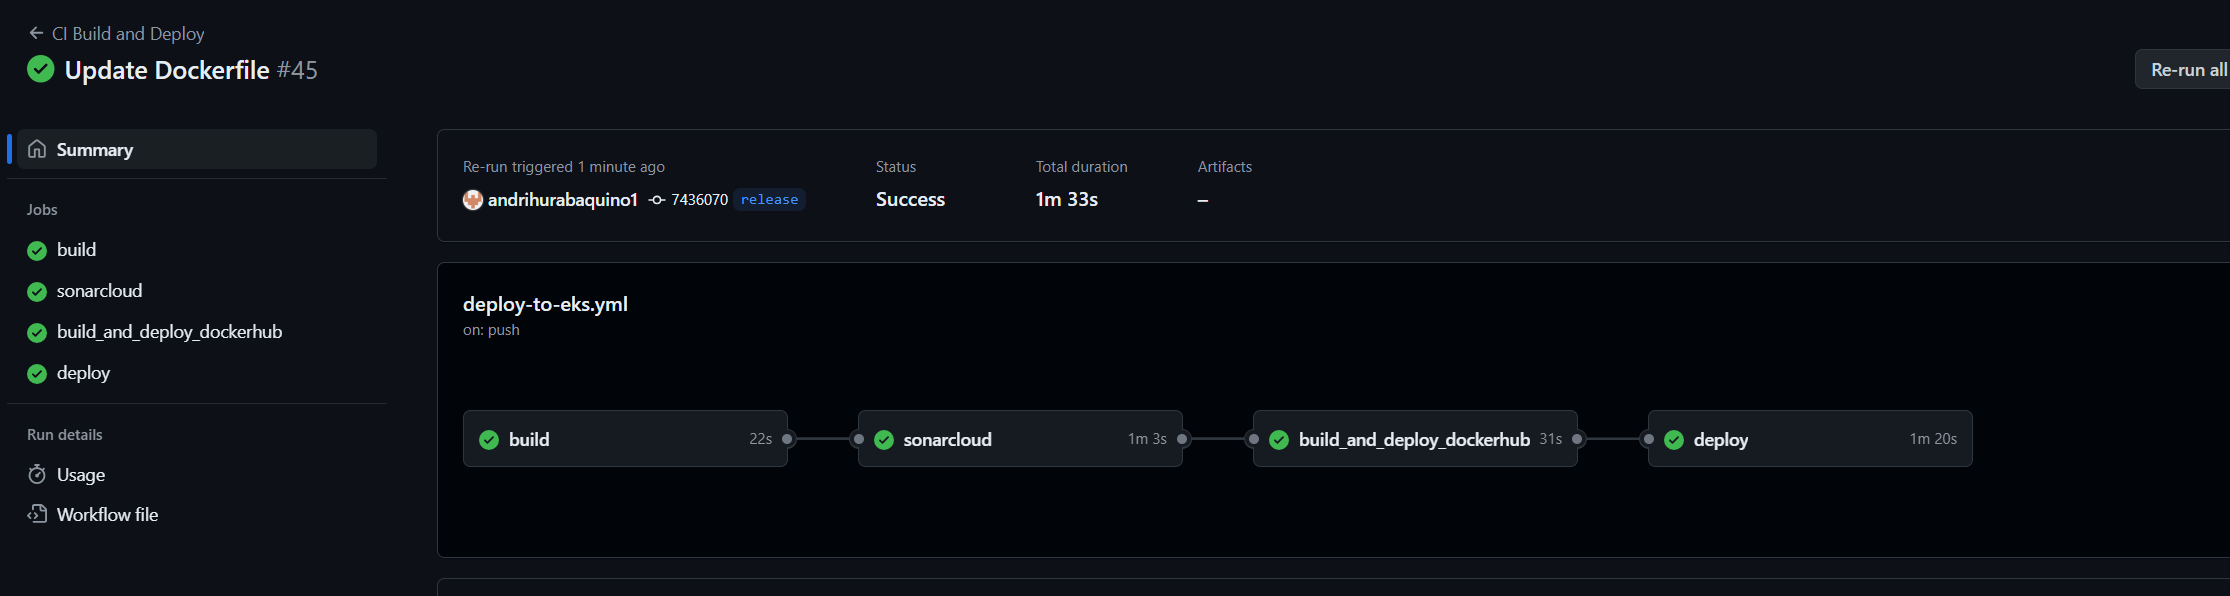 CI Build and Deploy
Update Dockerfile #45
Re-run all
Summary
Jobs
build
sonarcloud
build_and_deploy_dockerhub
deploy
Run details
Usage
Workflow file
Re-run triggered 1 minute ago
andrihurabaquino1 7436070 release
Status
Success
Total duration
1m 33s
Artifacts
–
deploy-to-eks.yml
on: push
build 22s
sonarcloud 1m 3s
build_and_deploy_dockerhub 31s
deploy 1m 20s